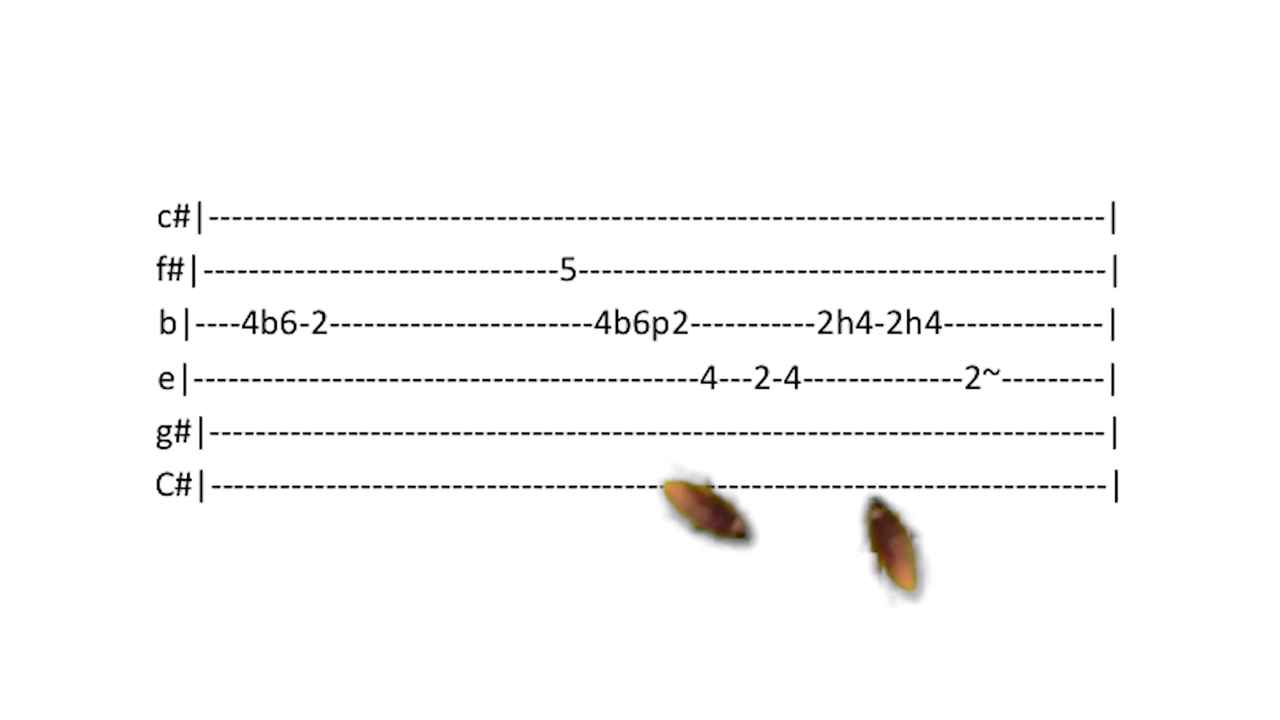 c#|-------------------------------------------------------------------------------|
f#|-------------------------------5-----------------------------------------------|
b|----4b6-2-----------------------4b6p2-----------2h4-2h4--------------|
e|---------------------------------------------4---2-4--------------2~---------|
g#|-------------------------------------------------------------------------------|
C#|-------------------------------------------------------------------------------|